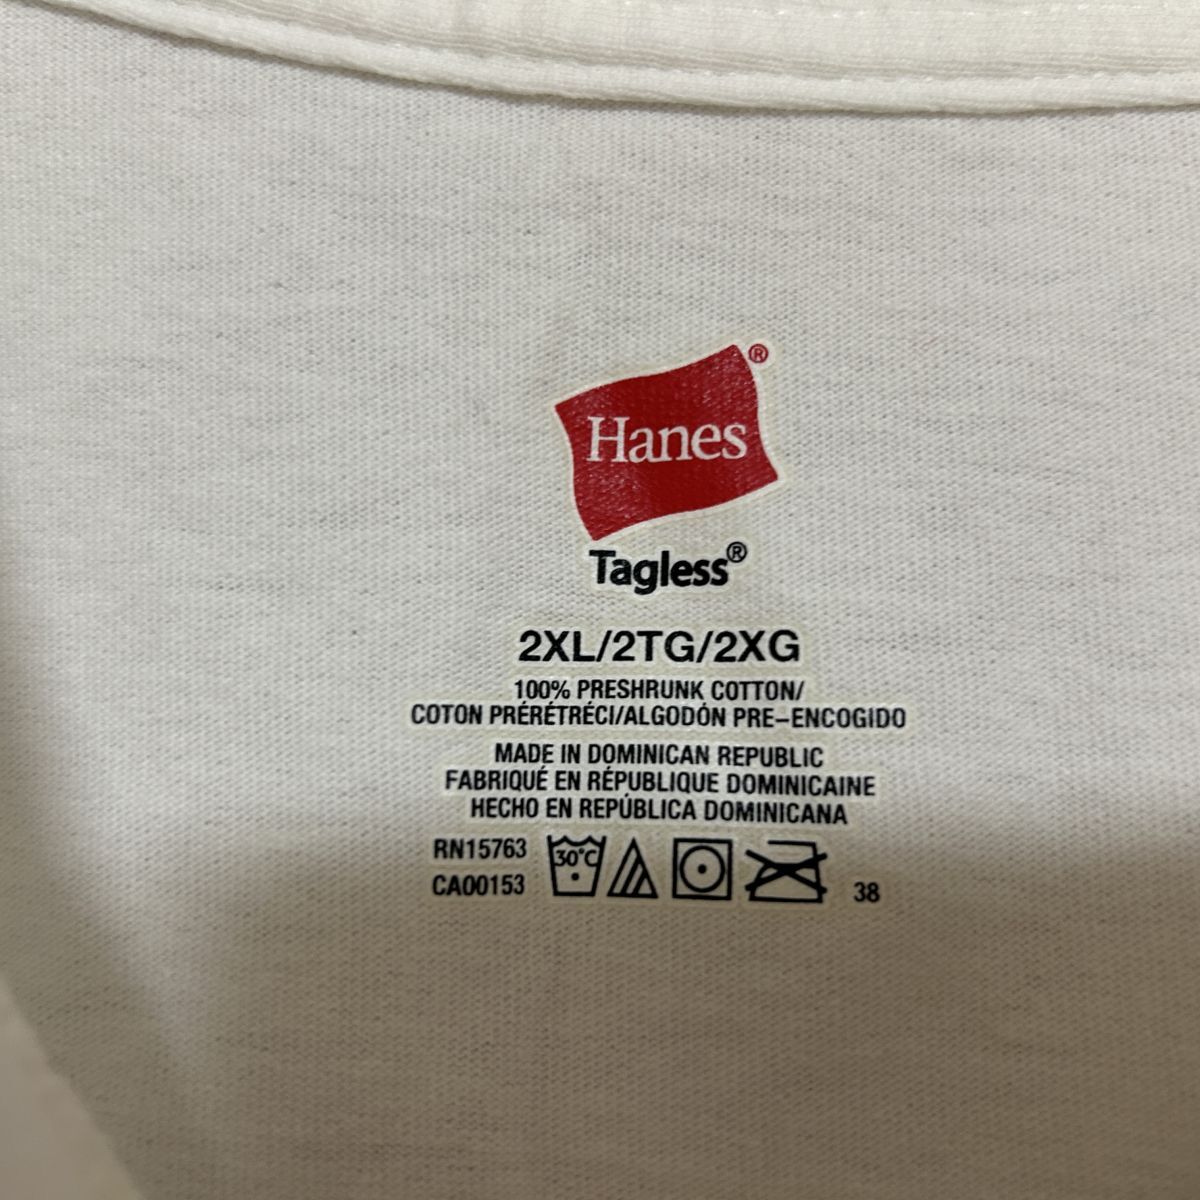 Hanes®
Tagless®
2XL/2TG/2XG
100% PRESHRUNK COTTON/
COTON PRÉRÉTRÉCI/ALGODÓN PRE-ENCOGIDO
MADE IN DOMINICAN REPUBLIC
FABRIQUÉ EN RÉPUBLIQUE DOMINICAINE
HECHO EN REPÚBLICA DOMINICANA
RN15763
CA00153
30°C
38